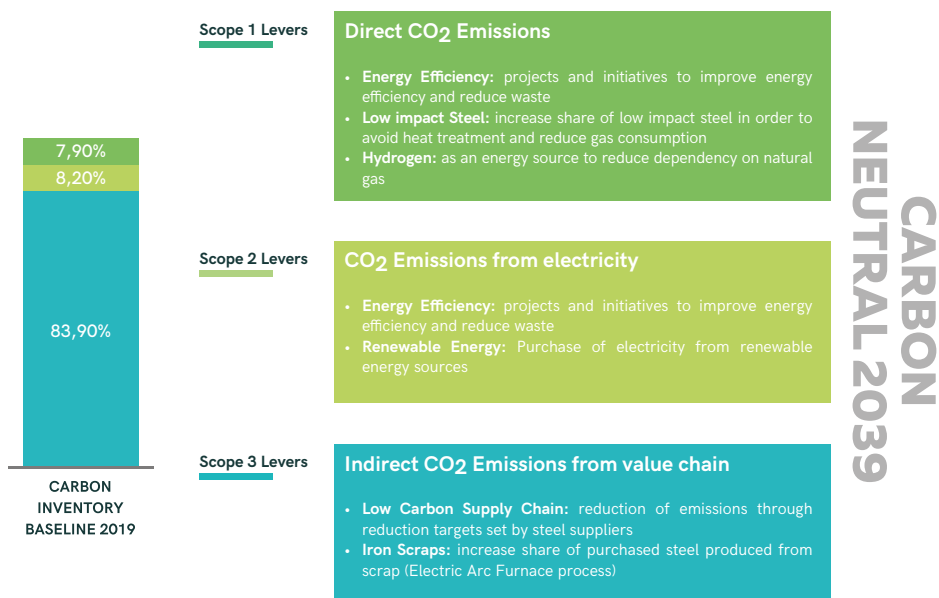 Scope 1 Levers
Direct CO2 Emissions
• Energy Efficiency: projects and initiatives to improve energy
efficiency and reduce waste
• Low impact Steel: increase share of low impact steel in order to
avoid heat treatment and reduce gas consumption
• Hydrogen: as an energy source to reduce dependency on natural
gas
7,90%
8,20%
83,90%
CARBON
INVENTORY
BASELINE 2019
Scope 2 Levers
CO2 Emissions from electricity
• Energy Efficiency: projects and initiatives to improve energy
efficiency and reduce waste
• Renewable Energy: Purchase of electricity from renewable
energy sources
Scope 3 Levers
Indirect CO2 Emissions from value chain
• Low Carbon Supply Chain: reduction of emissions through
reduction targets set by steel suppliers
• Iron Scraps: increase share of purchased steel produced from
scrap (Electric Arc Furnace process)
CARBON
NEUTRAL 2039